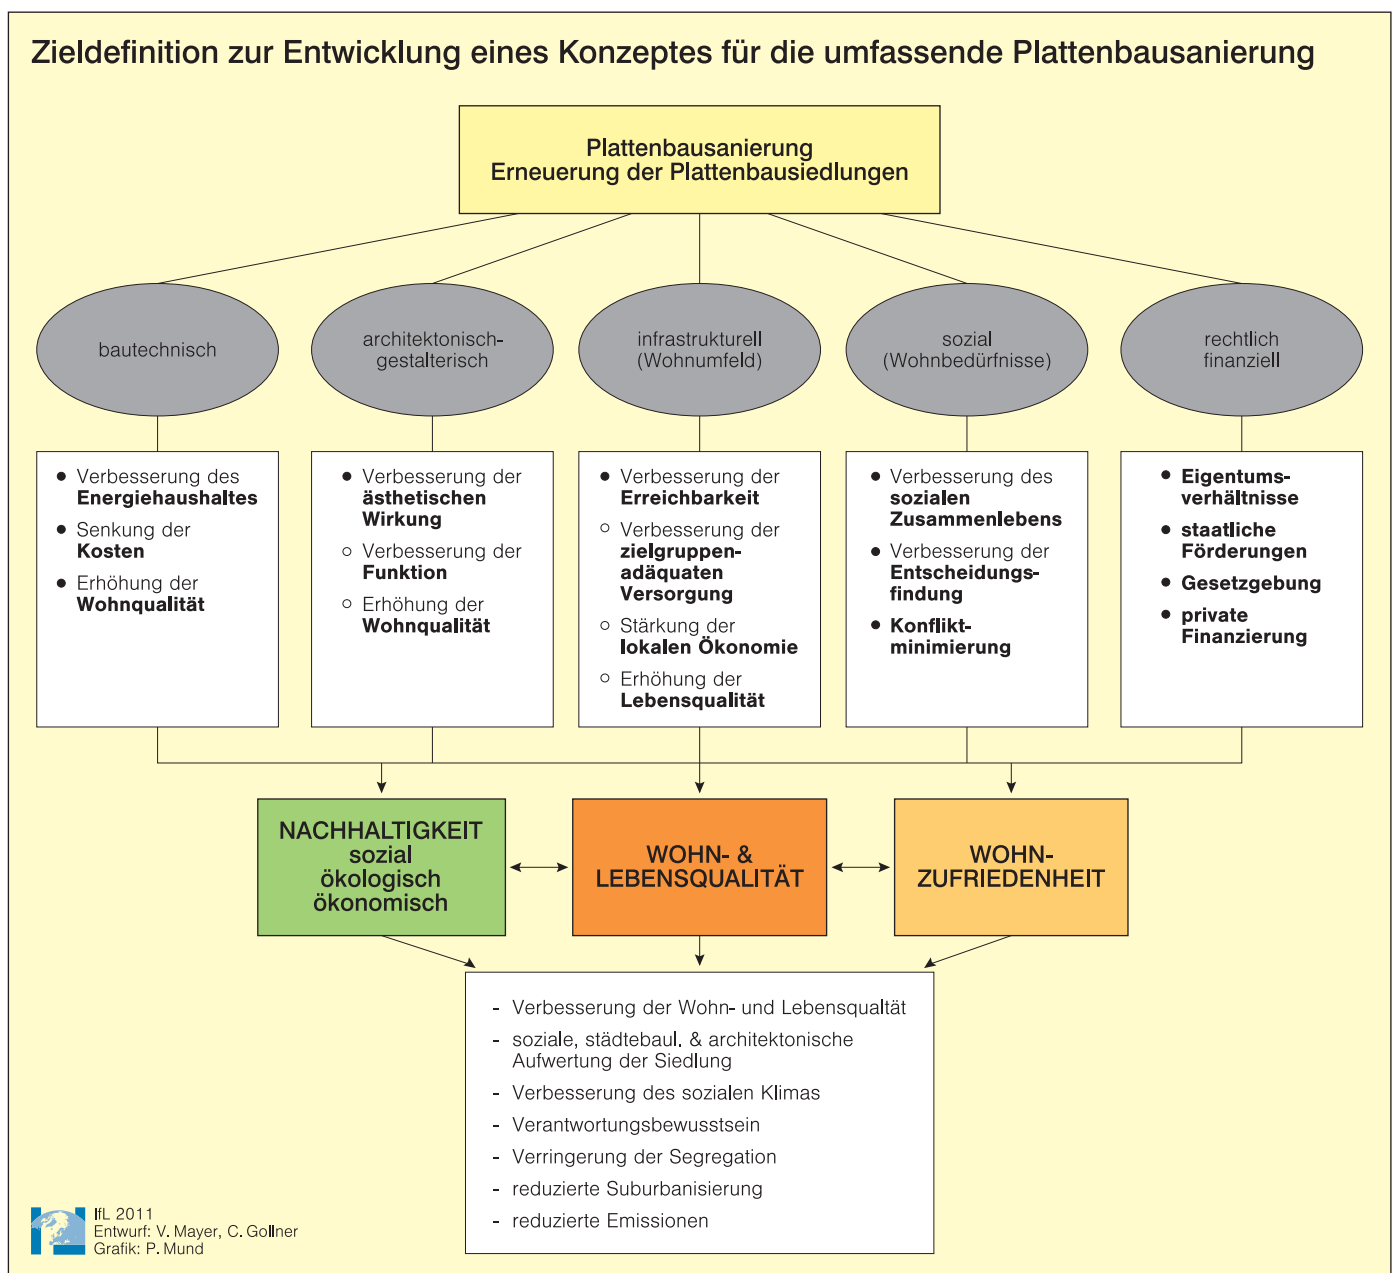 Zieldefinition zur Entwicklung eines Konzeptes für die umfassende Plattenbausanierung
Plattenbausanierung
Erneuerung der Plattenbausiedlungen
bautechnisch
architektonisch-
gestalterisch
infrastrukturell
(Wohnumfeld)
sozial
(Wohnbedürfnisse)
rechtlich
finanziell
● Verbesserung des
Energiehaushaltes
● Senkung der
Kosten
● Erhöhung der
Wohnqualität
● Verbesserung der
ästhetischen
Wirkung
○ Verbesserung der
Funktion
○ Erhöhung der
Wohnqualität
● Verbesserung der
Erreichbarkeit
○ Verbesserung der
zielgruppen-
adäquaten
Versorgung
○ Stärkung der
lokalen Ökonomie
○ Erhöhung der
Lebensqualität
● Verbesserung des
sozialen
Zusammenlebens
● Verbesserung der
Entscheidungs-
findung
● Konflikt-
minimierung
● Eigentums-
verhältnisse
● staatliche
Förderungen
● Gesetzgebung
● private
Finanzierung
NACHHALTIGKEIT
sozial
ökologisch
ökonomisch
WOHN- &
LEBENSQUALITÄT
WOHN-
ZUFRIEDENHEIT
- Verbesserung der Wohn- und Lebensqualtät
- soziale, städtebaul. & architektonische
Aufwertung der Siedlung
- Verbesserung des sozialen Klimas
- Verantwortungsbewusstsein
- Verringerung der Segregation
- reduzierte Suburbanisierung
- reduzierte Emissionen
IfL 2011
Entwurf: V. Mayer, C. Gollner
Grafik: P. Mund